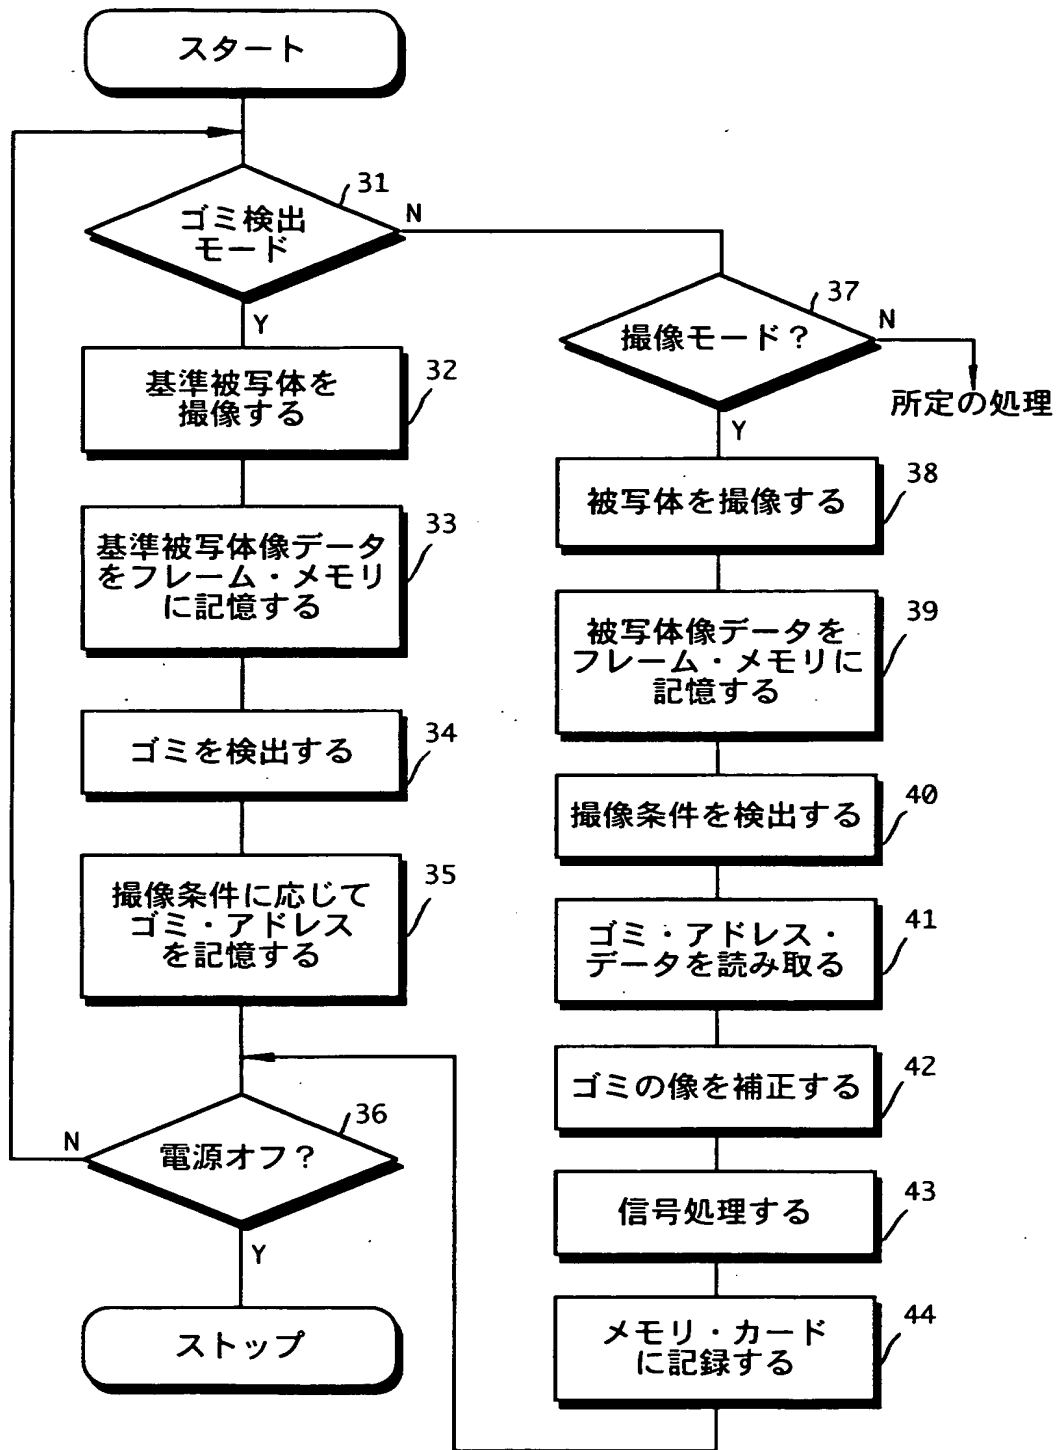 スタート
31
ゴミ検出
モード
N
Y
基準被写体を
撮像する
32
基準被写体像データ
をフレーム・メモリ
に記憶する
33
ゴミを検出する
34
撮像条件に応じて
ゴミ・アドレス
を記憶する
35
電源オフ?
36
N
Y
ストップ
撮像モード?
37
N
所定の処理
Y
被写体を撮像する
38
被写体像データを
フレーム・メモリに
記憶する
39
撮像条件を検出する
40
ゴミ・アドレス・
データを読み取る
41
ゴミの像を補正する
42
信号処理する
43
メモリ・カード
に記録する
44